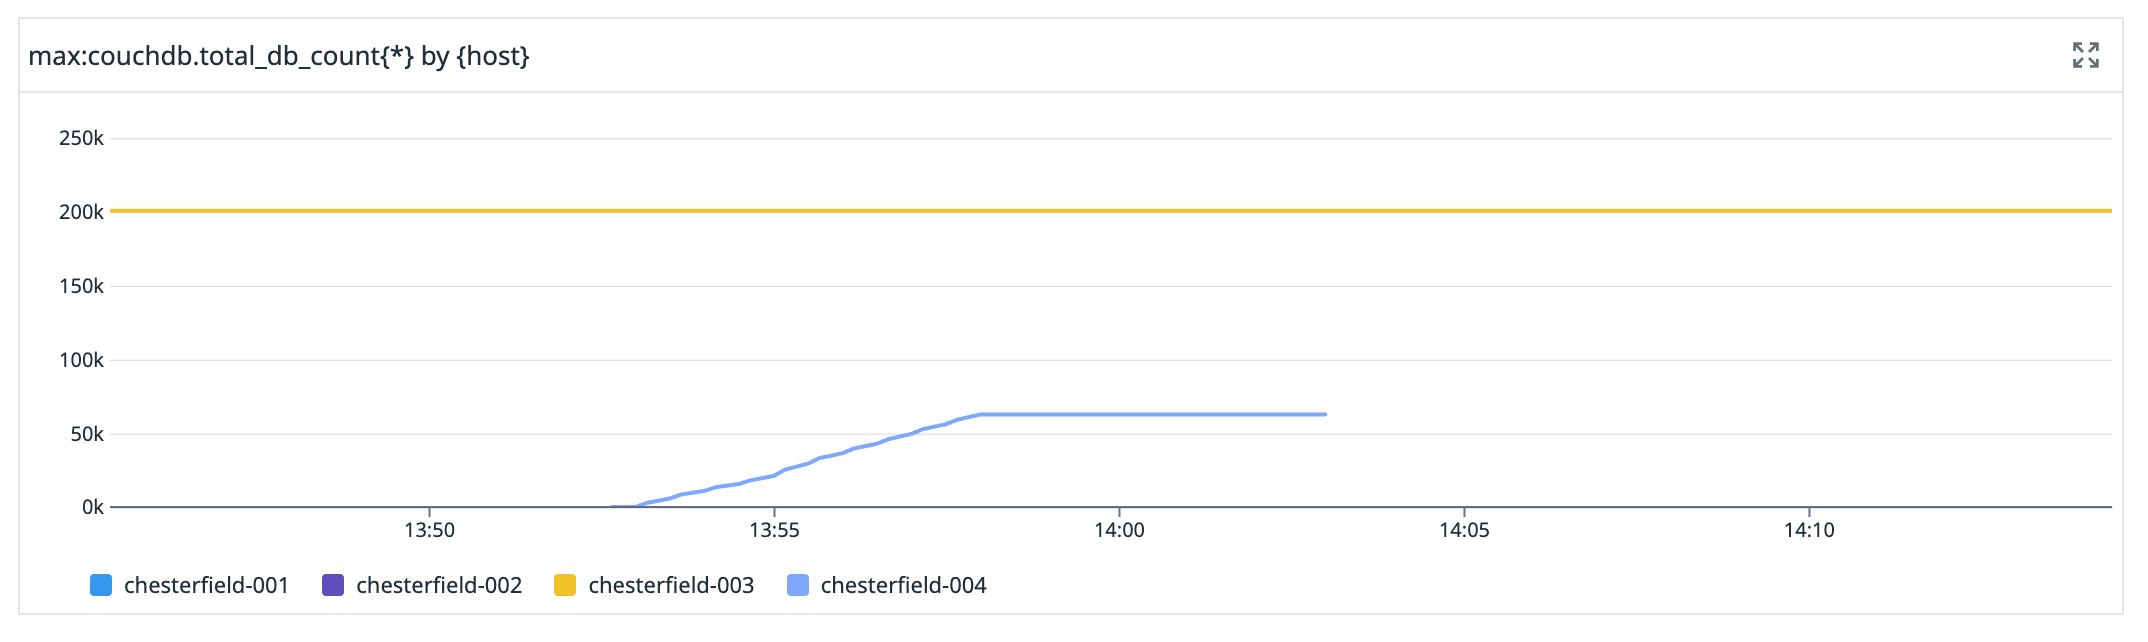 max:couchdb.total_db_count{*} by {host}
250k
200k
150k
100k
50k
0k
13:50 13:55 14:00 14:05 14:10
chesterfield-001 chesterfield-002 chesterfield-003 chesterfield-004